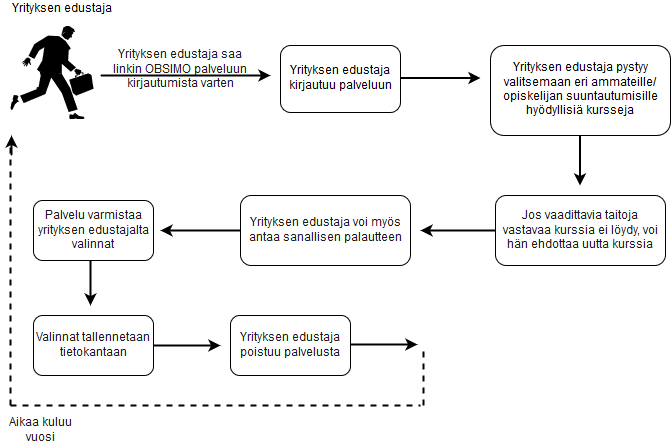 Yrityksen edustaja
Yrityksen edustaja saa
linkin OBSIMO palveluun
kirjautumista varten
Yrityksen edustaja
kirjautuu palveluun
Yrityksen edustaja pystyy
valitsemaan eri ammateille/
opiskelijan suuntautumisille
hyödyllisiä kursseja
Jos vaadittavia taitoja
vastavaa kurssia ei löydy, voi
hän ehdottaa uutta kurssia
Yrityksen edustaja voi myös
antaa sanallisen palautteen
Palvelu varmistaa
yrityksen edustajalta
valinnat
Valinnat tallennetaan
tietokantaan
Yrityksen edustaja
poistuu palvelusta
Aikaa kuluu
vuosi